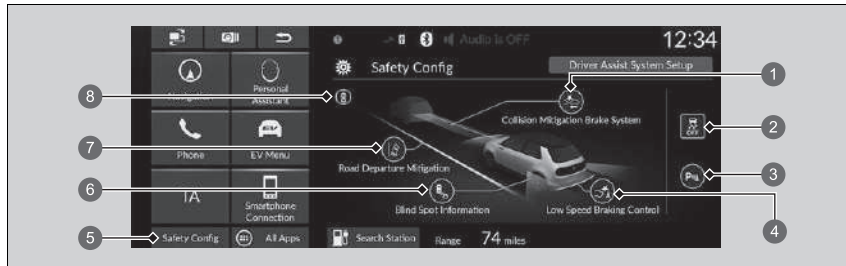 Audio is OFF
12:34
Safety Config
Driver Assist System Setup
Navigation
Personal
Assistant
Phone
EV
EV Menu
TA
Smartphone
Connection
Safety Config
All Apps
Collision Mitigation Brake System
Road Departure Mitigation
Blind Spot Information
Low Speed Braking Control
OFF
Search Station
Range
74 miles
1
2
3
4
5
6
7
8